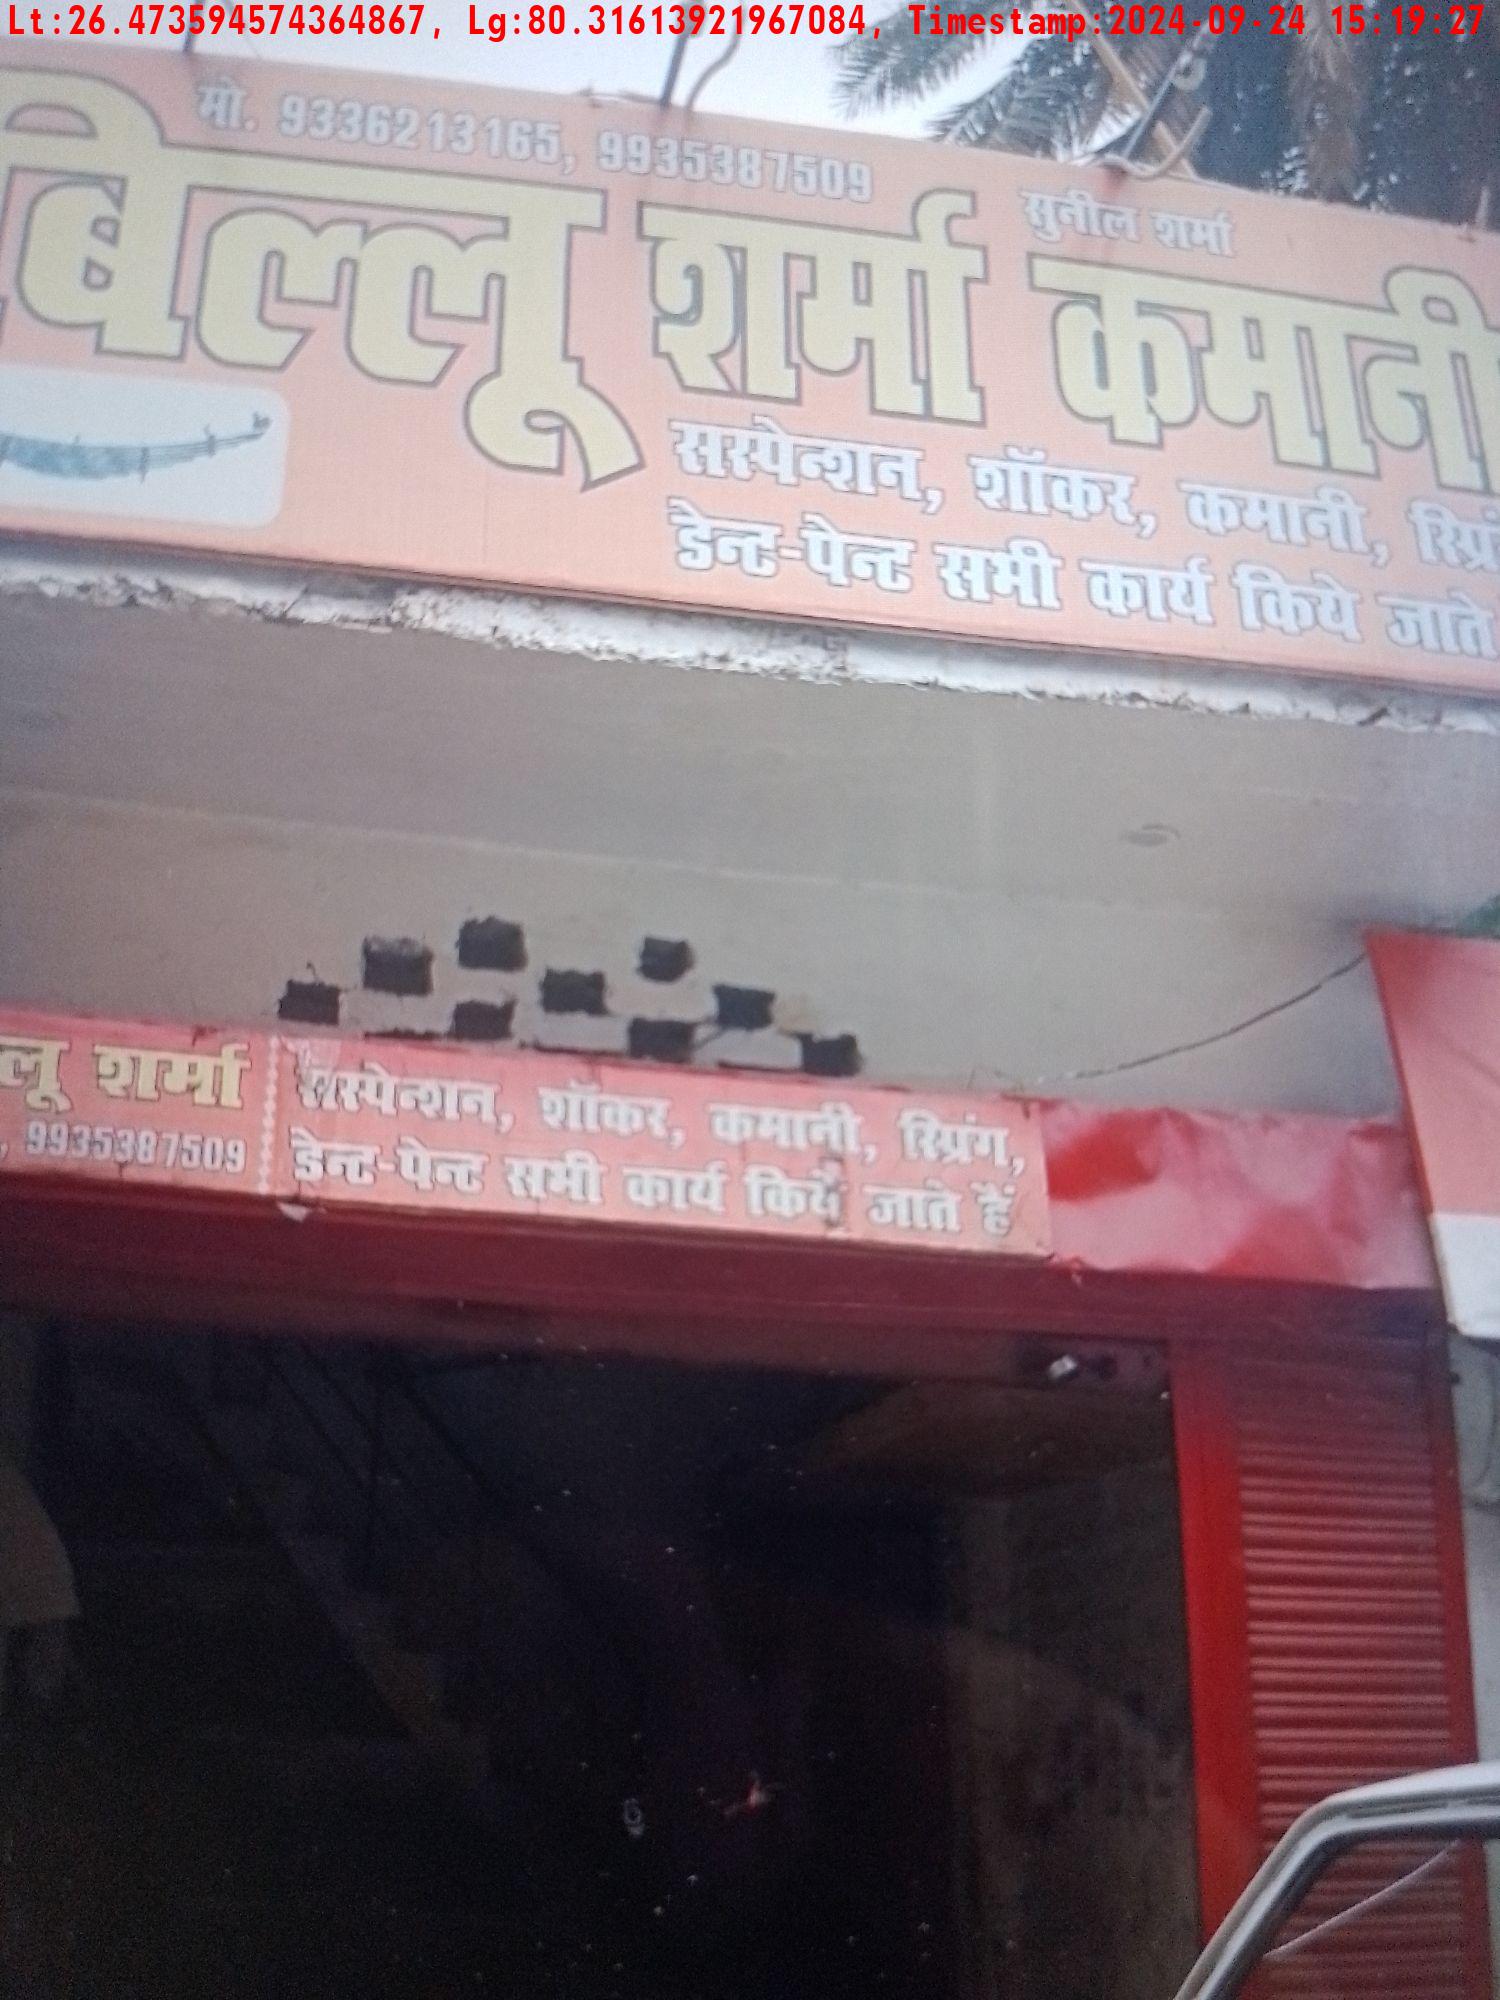 Lt:26.473594574364867, Lg:80.31613921967084, Timestamp:2024-09-24 15:19:27
मो. 9336213165, 9935387509
सुनील शर्मा
बिल्लू शर्मा कमानी
सस्पेन्शन, शॉकर, कमानी,
डेन्ट-पेन्ट सभी कार्य किये जाते
शर्मा
9935387509
सस्पेन्शन, शॉकर, कमानी, स्प्रिंग,
डेन्ट-पेन्ट सभी कार्य किये जाते हैं